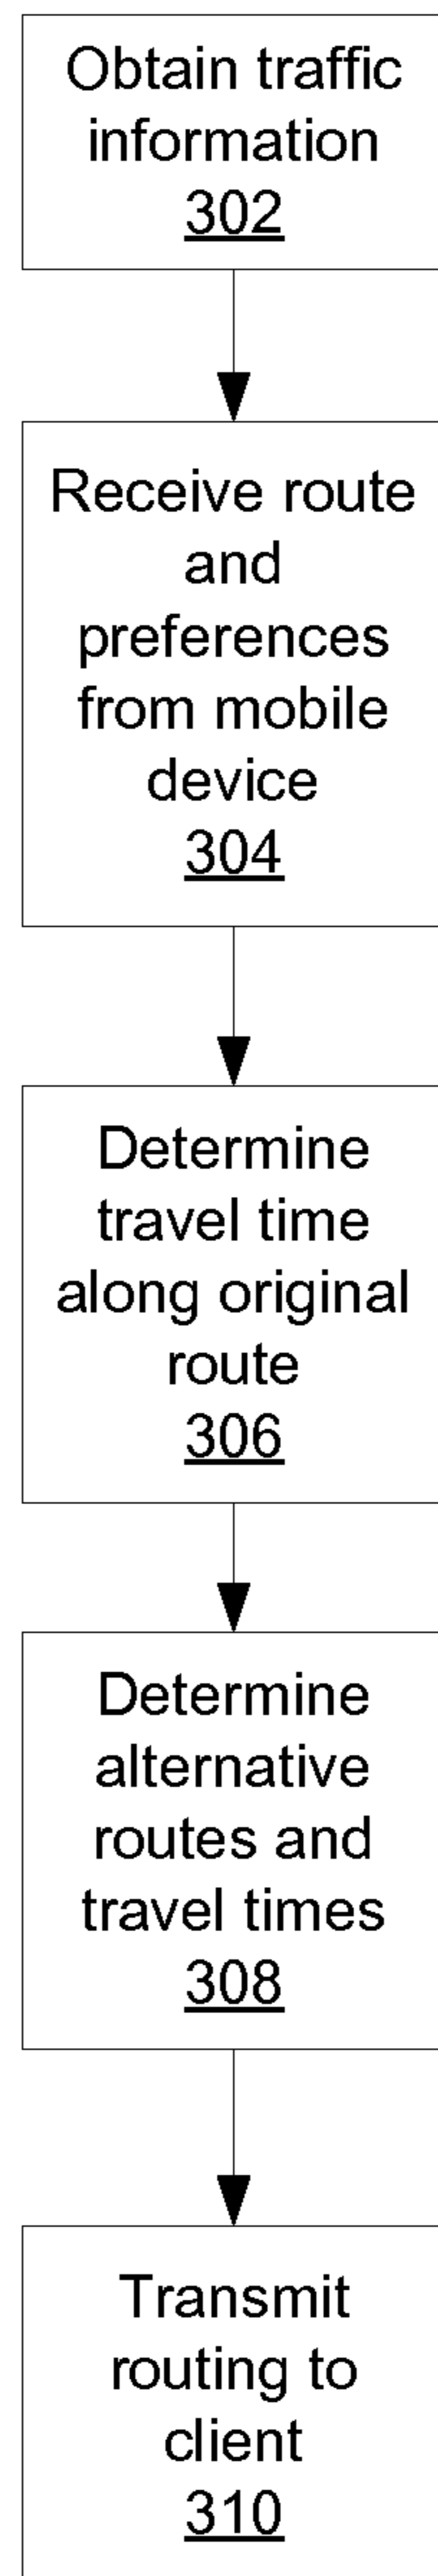 Obtain traffic
information
302
Receive route
and
preferences
from mobile
device
304
Determine
travel time
along original
route
306
Determine
alternative
routes and
travel times
308
Transmit
routing to
client
310